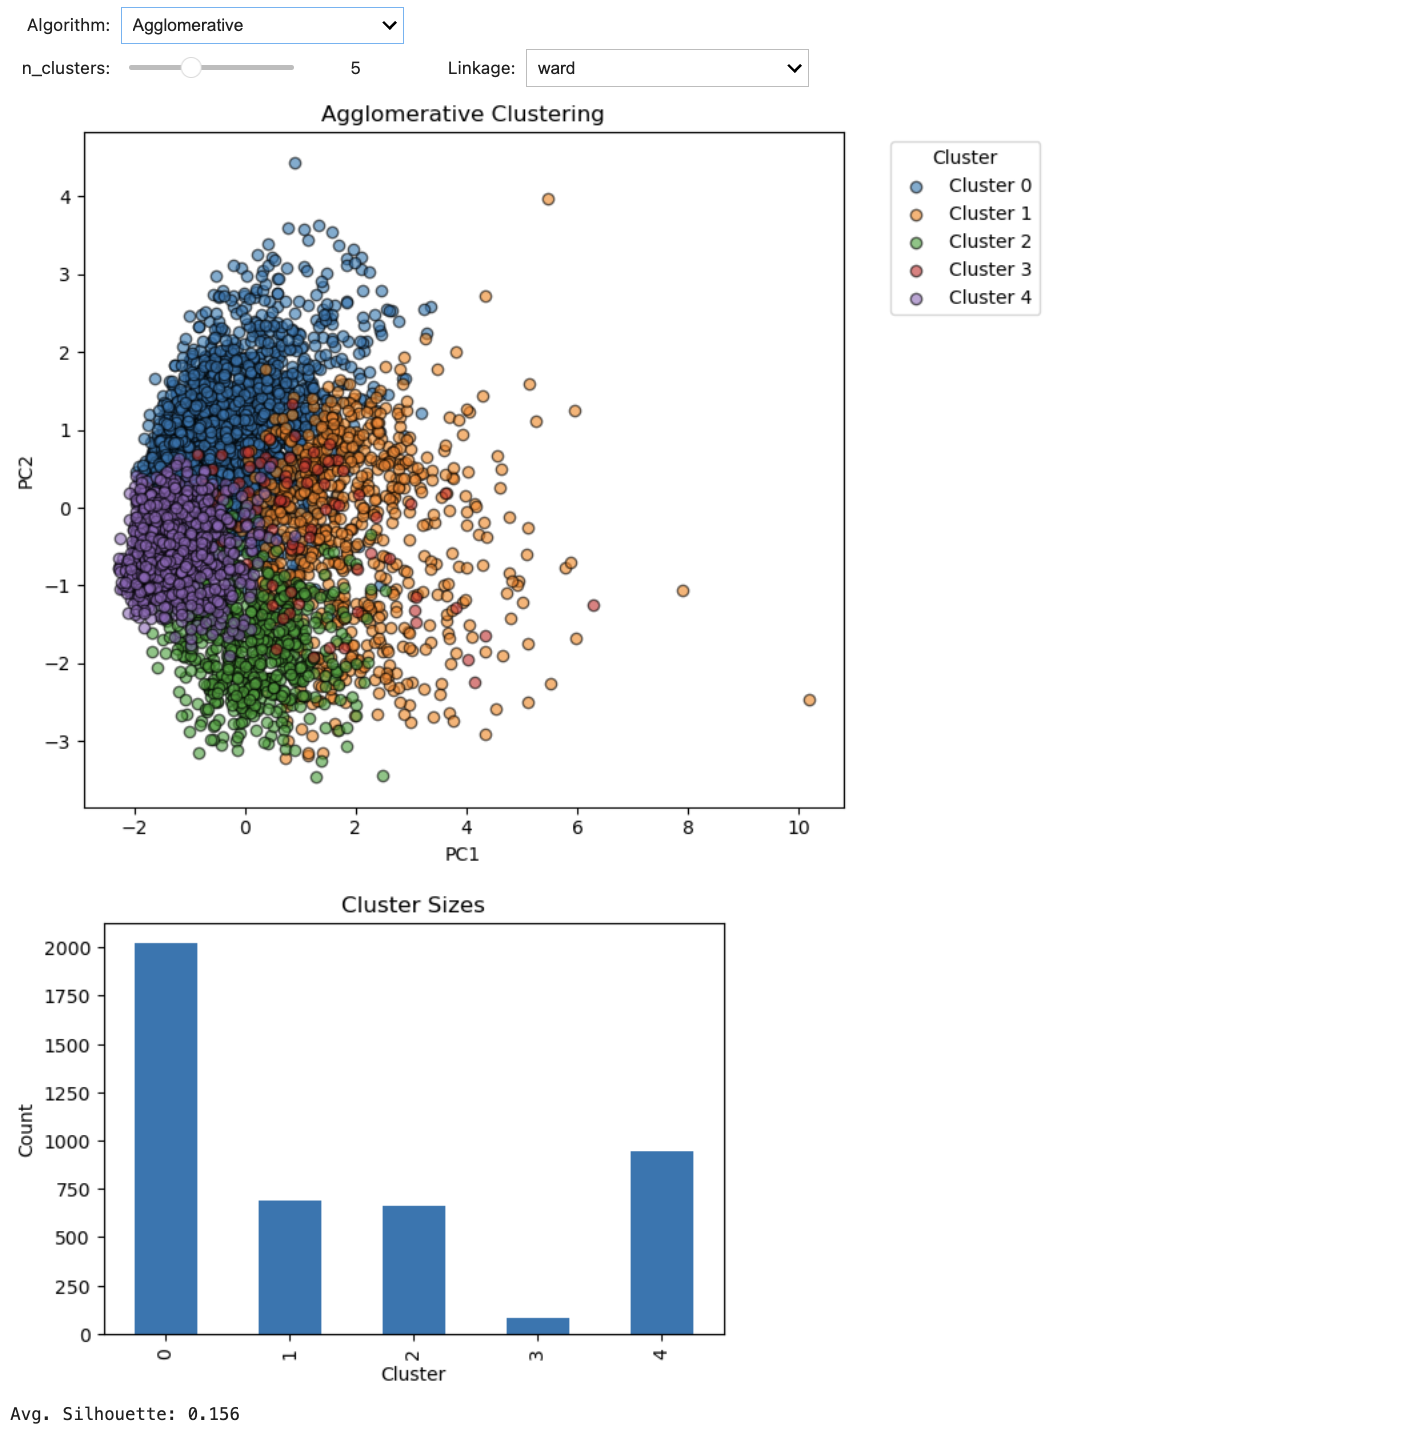 Algorithm: Agglomerative
n_clusters: 5 Linkage: ward
Agglomerative Clustering
Cluster
Cluster 0
Cluster 1
Cluster 2
Cluster 3
Cluster 4
4
3
2
1
0
−1
−2
−3
PC2
−2 0 2 4 6 8 10
PC1
Cluster Sizes
2000
1750
1500
1250
1000
750
500
250
0
Count
0 1 2 3 4
Cluster
Avg. Silhouette: 0.156